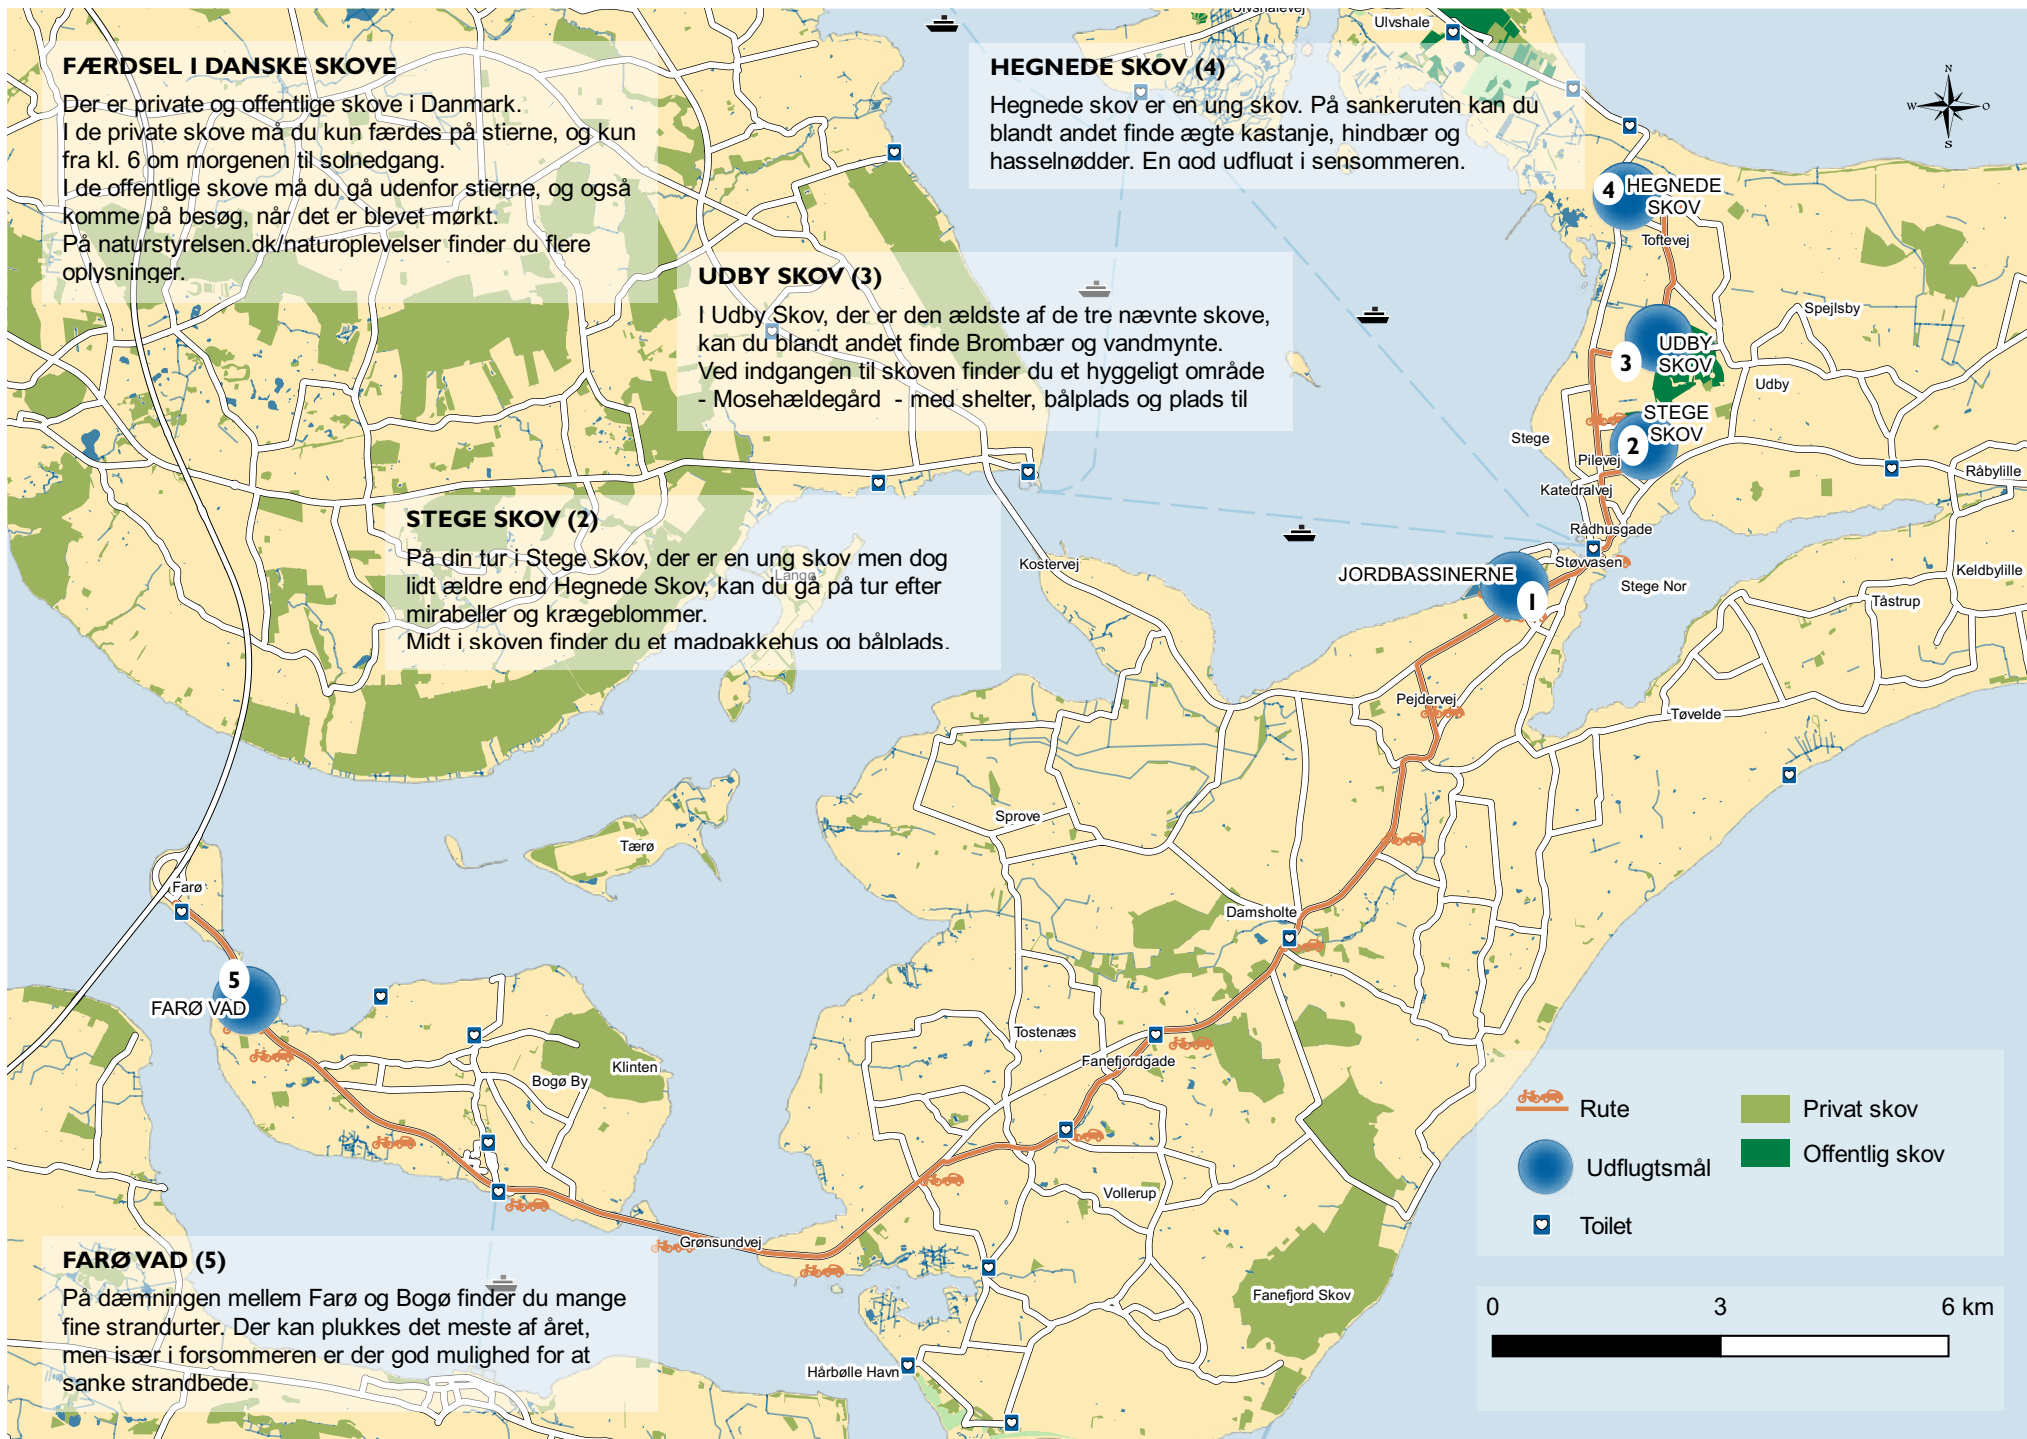 FÆRDSEL I DANSKE SKOVE
Der er private og offentlige skove i Danmark.
I de private skove må du kun færdes på stierne, og kun
fra kl. 6 om morgenen til solnedgang.
I de offentlige skove må du gå udenfor stierne, og også
komme på besøg, når det er blevet mørkt.
På naturstyrelsen.dk/naturoplevelser finder du flere
oplysninger.
HEGNEDE SKOV (4)
Hegnede skov er en ung skov. På sankeruten kan du
blandt andet finde ægte kastanje, hindbær og
hasselnødder. En god udflugt i sensommeren.
UDBY SKOV (3)
I Udby Skov, der er den ældste af de tre nævnte skove,
kan du blandt andet finde Brombær og vandmynte.
Ved indgangen til skoven finder du et hyggeligt område
- Mosehældegård - med shelter, bålplads og plads til
STEGE SKOV (2)
På din tur i Stege Skov, der er en ung skov men dog
lidt ældre end Hegnede Skov, kan du gå på tur efter
mirabeller og krægeblommer.
Midt i skoven finder du et madpakkehus og bålplads.
FARØ VAD (5)
På dæmningen mellem Farø og Bogø finder du mange
fine strandurter. Der kan plukkes det meste af året,
men især i forsommeren er der god mulighed for at
sanke strandbede.
Ulvshalevej
Ulvshale
N
W
O
S
4
HEGNEDE
SKOV
Toftevej
Spejlsby
3
UDBY
SKOV
Udby
STEGE
SKOV
2
Stege
Pilevej
Katedralvej
Råbylille
Rådhusgade
Støvvasen
Stege Nor
Keldbylille
Tåstrup
JORDBASSINERNE
1
Kostervej
Langø
Pejdervej
Tøvelde
Sprove
Tærø
Farø
Damsholte
5
FARØ VAD
Tostenæs
Fanefjordgade
Klinten
Bogø By
Vollerup
Grønsundvej
Fanefjord Skov
Hårbølle Havn
Rute
Udflugtsmål
Toilet
Privat skov
Offentlig skov
0
3
6 km